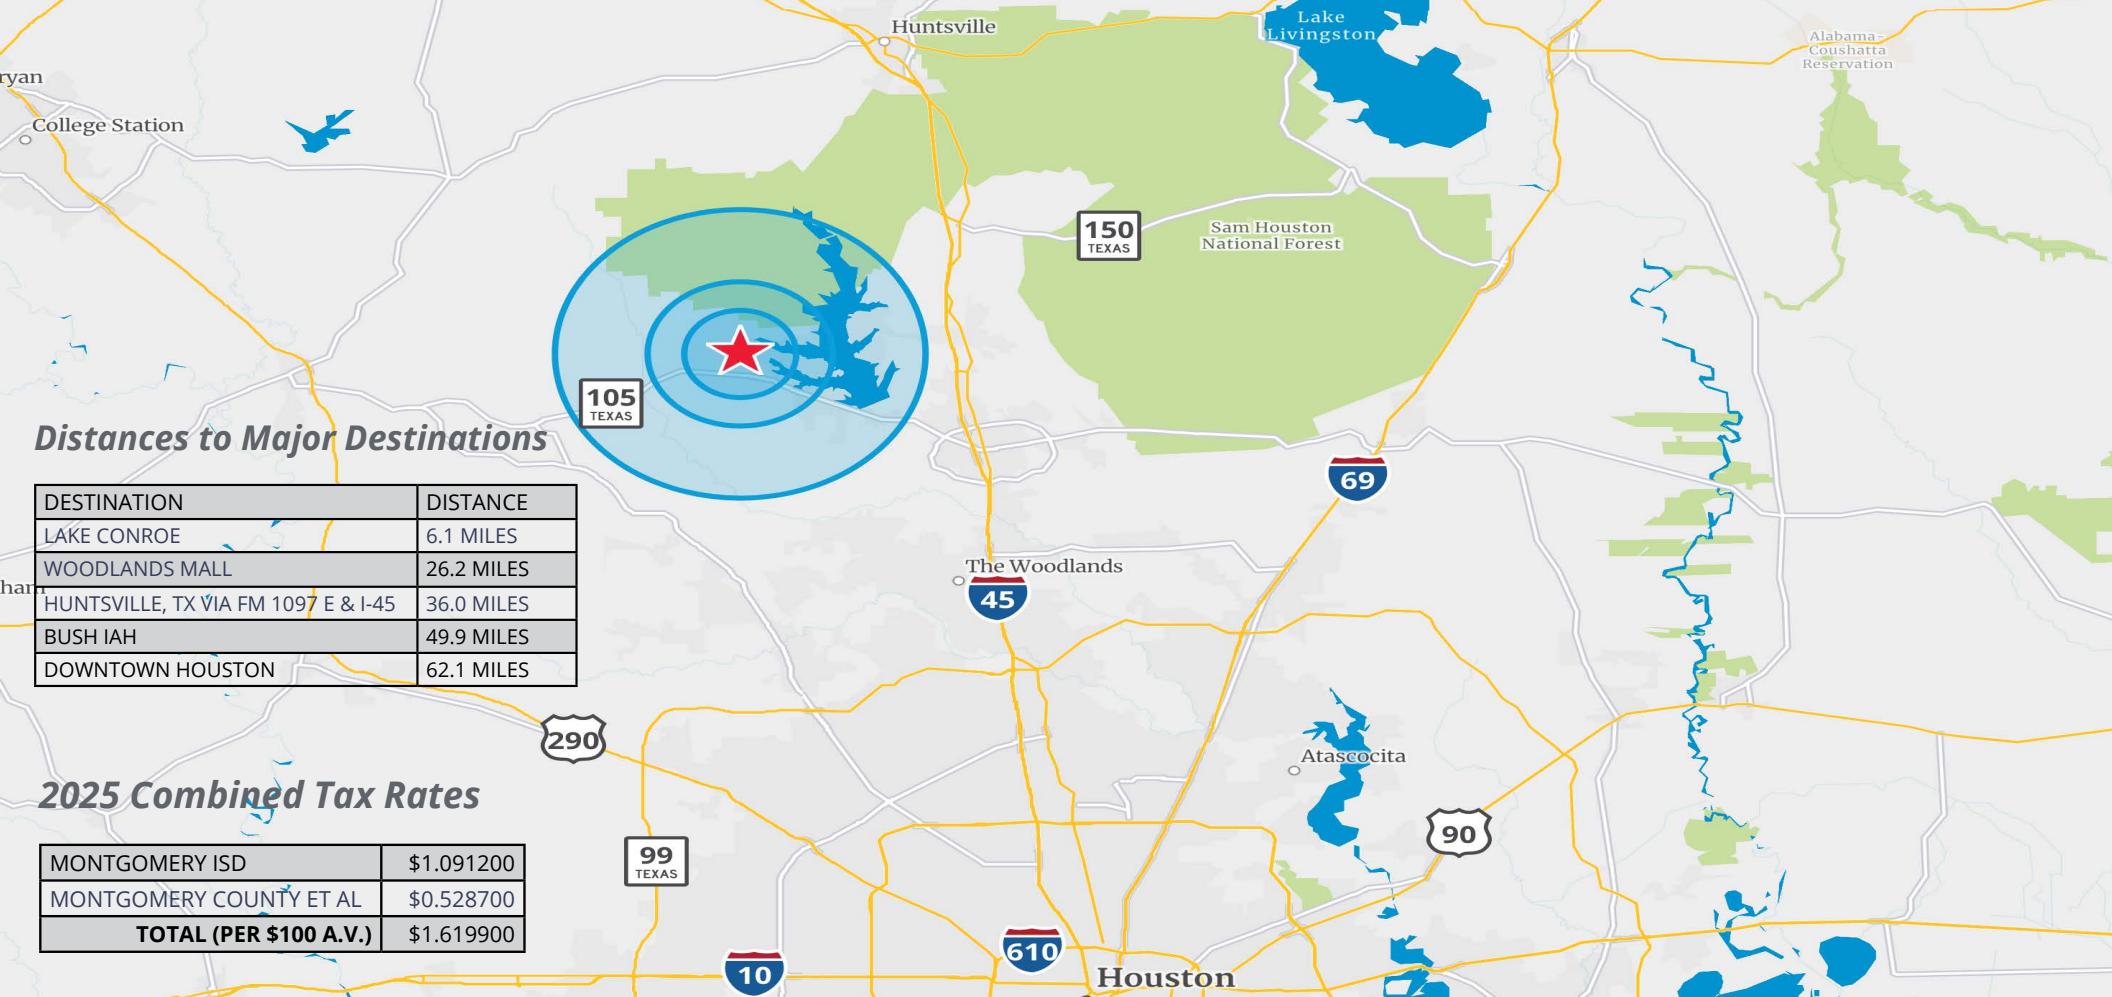 Huntsville
Lake
Livingston
Alabama-
Coushatta
Reservation
ryan
College Station
150
TEXAS
Sam Houston
National Forest
105
TEXAS
Distances to Major Destinations
DESTINATION DISTANCE
LAKE CONROE 6.1 MILES
WOODLANDS MALL 26.2 MILES
HUNTSVILLE, TX VIA FM 1097 E & I-45 36.0 MILES
BUSH IAH 49.9 MILES
DOWNTOWN HOUSTON 62.1 MILES
ham
69
The Woodlands
45
290
Atascocita
2025 Combined Tax Rates
MONTGOMERY ISD $1.091200
MONTGOMERY COUNTY ET AL $0.528700
TOTAL (PER $100 A.V.) $1.619900
99
TEXAS
90
610
10
Houston